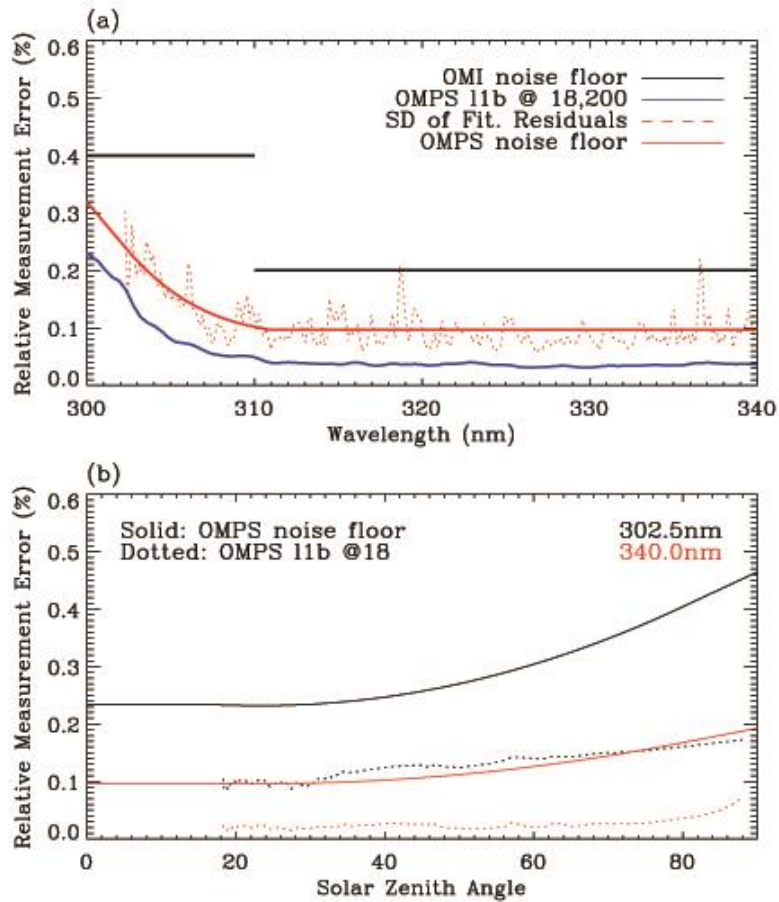 (a)
0.6
0.5
0.4
0.3
0.2
0.1
0.0
Relative Measurement Error (%)
OMI noise floor
OMPS l1b @ 18,200
SD of Fit. Residuals
OMPS noise floor
300 310 320 330 340
Wavelength (nm)
(b)
0.6
0.5
0.4
0.3
0.2
0.1
0.0
Relative Measurement Error (%)
Solid: OMPS noise floor 302.5nm
Dotted: OMPS l1b @18 340.0nm
0 20 40 60 80
Solar Zenith Angle